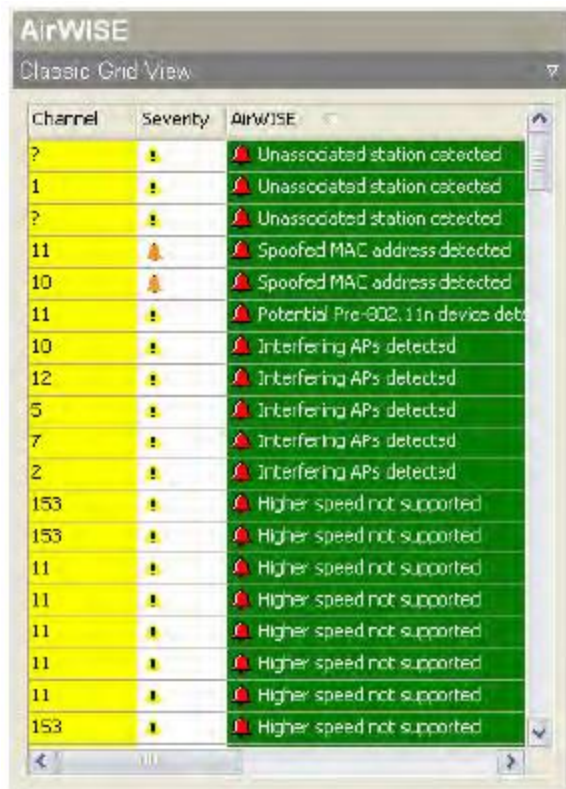 AirWISE
Classic Grid View
Channel Severity AirWISE
? Unassociated station detected
1 Unassociated station detected
? Unassociated station detected
11 Spoofed MAC address detected
10 Spoofed MAC address detected
11 Potential Pre-802.11n device dete
10 Interfering APs detected
12 Interfering APs detected
5 Interfering APs detected
7 Interfering APs detected
2 Interfering APs detected
153 Higher speed not supported
153 Higher speed not supported
11 Higher speed not supported
11 Higher speed not supported
11 Higher speed not supported
11 Higher speed not supported
11 Higher speed not supported
153 Higher speed not supported